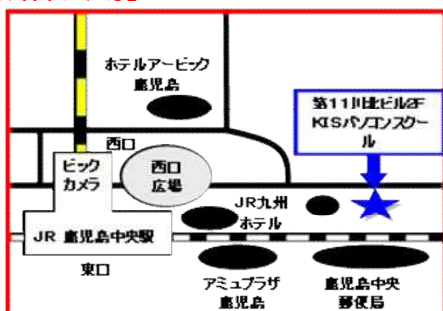 ホテルアービック
鹿児島
第11川北ビル2F
KISパソコンスクー
ル
西口
ビック
カメラ
西口
広場
JR九州
ホテル
JR 鹿児島中央駅
東口
アミュプラザ
鹿児島
鹿児島中央
郵便局